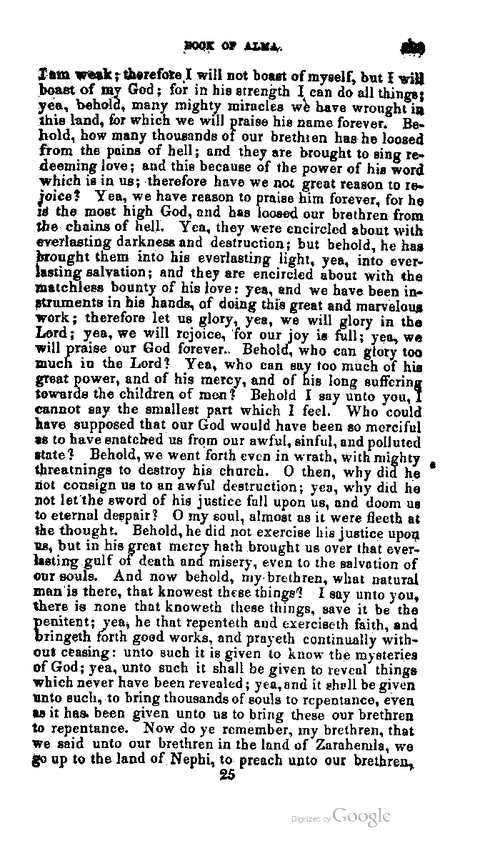 BOOK OF ALMA.
I am weak; therefore I will not boast of myself, but I will
boast of my God; for in his strength I can do all things;
yea, behold, many mighty miracles we have wrought in
this land, for which we will praise his name forever. Be-
hold, how many thousands of our brethren has he loosed
from the pains of hell; and they are brought to sing re-
deeming love; and this because of the power of his word
which is in us; therefore have we not great reason to re-
joice? Yea, we have reason to praise him forever, for he
is the most high God, and has loosed our brethren from
the chains of hell. Yea, they were encircled about with
everlasting darkness and destruction; but behold, he has
brought them into his everlasting light, yea, into ever-
lasting salvation; and they are encircled about with the
matchless bounty of his love: yea, and we have been in-
struments in his hands, of doing this great and marvelous
work; therefore let us glory, yes, we will glory in the
Lord; yea, we will rejoice, for our joy is full; yea, we
will praise our God forever. Behold, who can glory too
much in the Lord? Yea, who can say too much of his
great power, and of his mercy, and of his long suffering
towards the children of men? Behold I say unto you, I
cannot say the smallest part which I feel. Who could
have supposed that our God would have been so merciful
as to have snatched us from our awful, sinful, and polluted
state? Behold, we went forth even in wrath, with mighty
threatnings to destroy his church. O then, why did he
not consign us to an awful destruction; yea, why did he
not let the sword of his justice fall upon us, and doom us
to eternal despair? O my soul, almost as it were fleeth at
the thought. Behold, he did not exercise his justice upon
us, but in his great mercy hath brought us over that ever-
lasting gulf of death and misery, even to the salvation of
our souls. And now behold, my brethren, what natural
man is there, that knowest these things? I say unto you,
there is none that knoweth these things, save it be the
penitent; yea, he that repenteth and exerciseth faith, and
bringeth forth good works, and prayeth continually with-
out ceasing: unto such it is given to know the mysteries
of God; yea, unto such it shall be given to reveal things
which never have been revealed; yea, and it shall be given
unto such, to bring thousands of souls to repentance, even
as it has been given unto us to bring these our brethren
to repentance. Now do ye remember, my brethren, that
we said unto our brethren in the land of Zarahemla, we
go up to the land of Nephi, to preach unto our brethren,
25
Digitized by Google